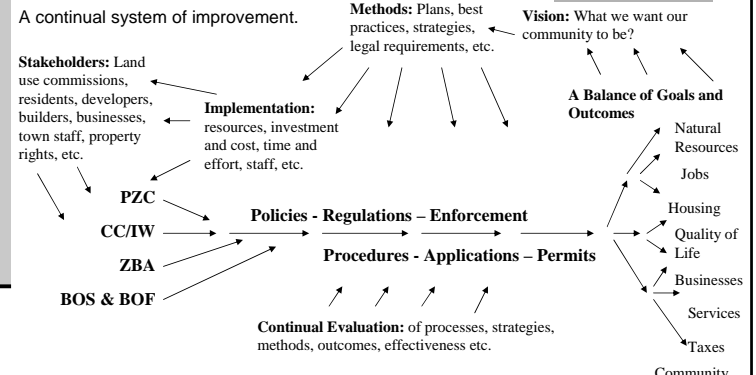 A continual system of improvement.
Methods: Plans, best
practices, strategies,
legal requirements, etc.
Vision: What we want our
community to be?
Stakeholders: Land
use commissions,
residents, developers,
builders, businesses,
town staff, property
rights, etc.
Implementation:
resources, investment
and cost, time and
effort, staff, etc.
A Balance of Goals and
Outcomes
Natural
Resources
Jobs
Housing
Quality of
Life
Businesses
Services
Taxes
Community
PZC
CC/IW
ZBA
BOS & BOF
Policies - Regulations – Enforcement
Procedures - Applications – Permits
Continual Evaluation: of processes, strategies,
methods, outcomes, effectiveness etc.